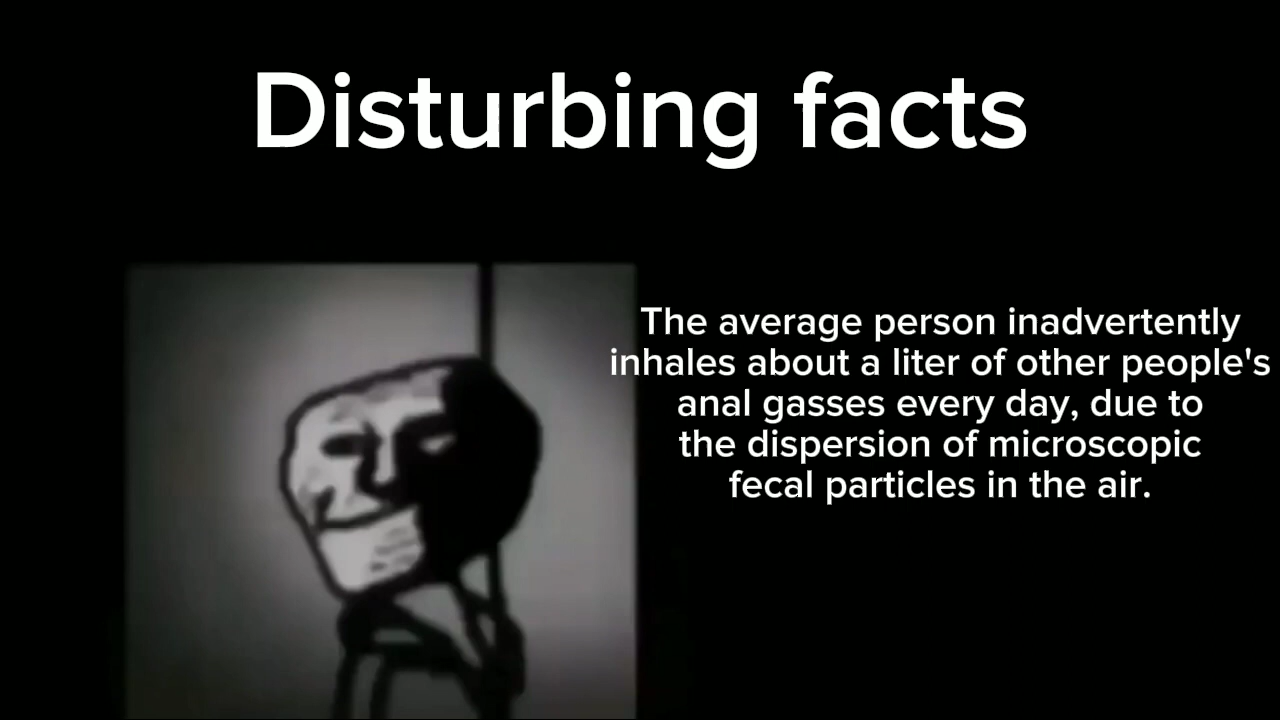 Disturbing facts
The average person inadvertently
inhales about a liter of other people's
anal gasses every day, due to
the dispersion of microscopic
fecal particles in the air.